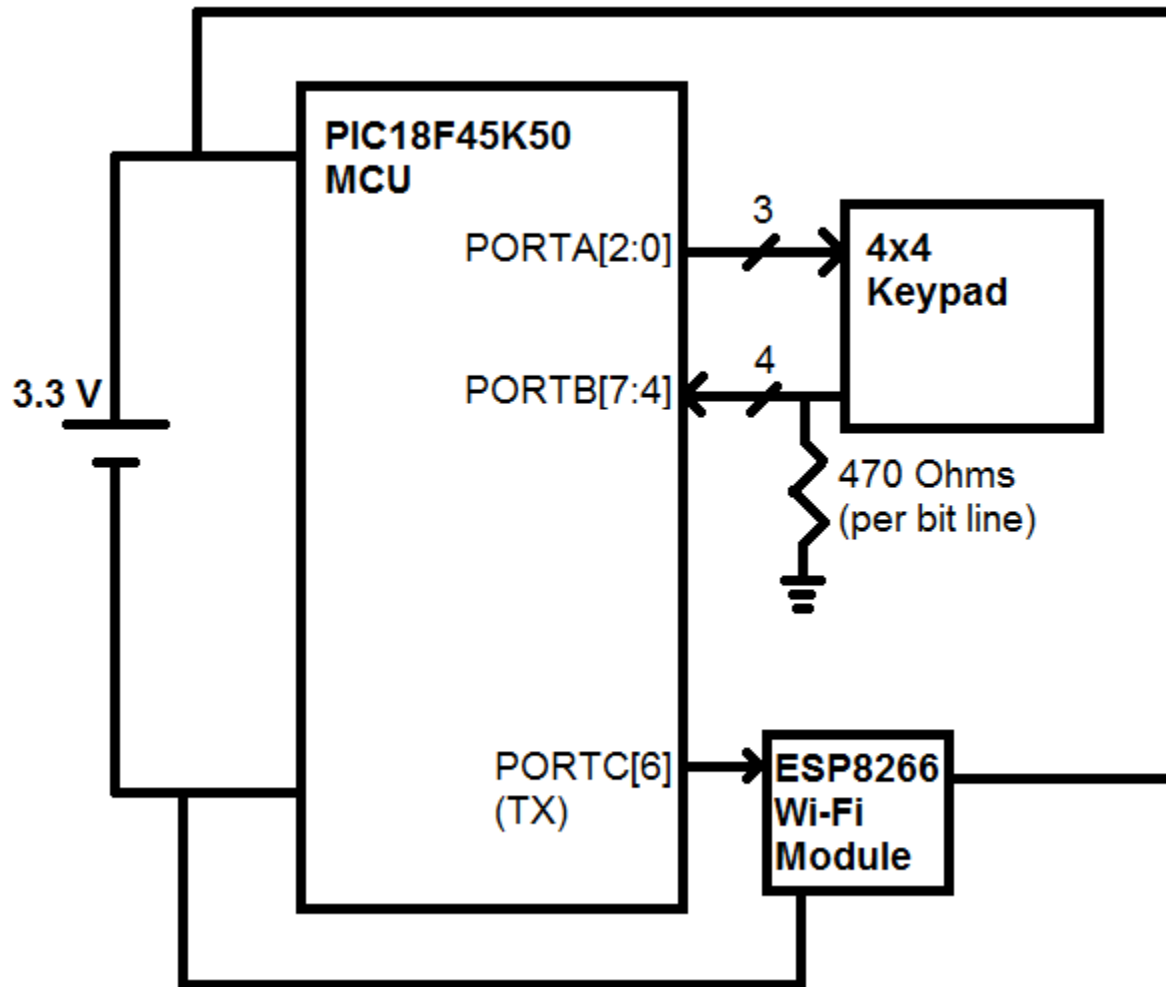 PIC18F45K50
MCU
PORTA[2:0]
3
4x4
Keypad
3.3 V
PORTB[7:4]
4
470 Ohms
(per bit line)
PORTC[6]
(TX)
ESP8266
Wi-Fi
Module